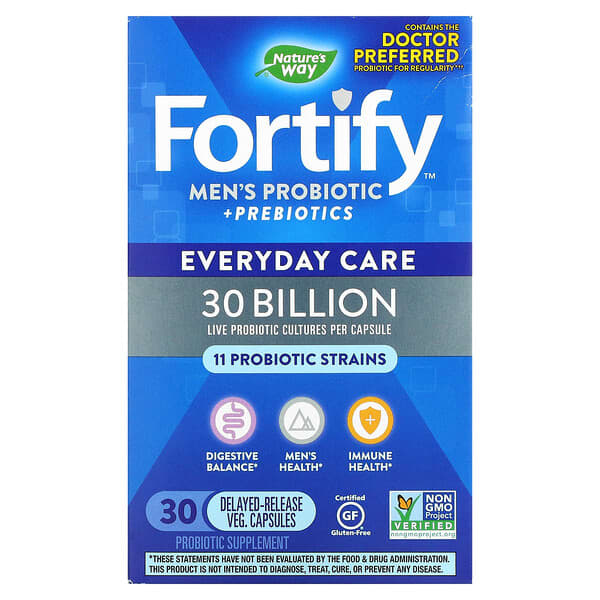 CONTAINS THE
DOCTOR
PREFERRED
PROBIOTIC FOR REGULARITY***
Nature's
WAY
Fortify™
MEN'S PROBIOTIC
+PREBIOTICS
EVERYDAY CARE
30 BILLION
LIVE PROBIOTIC CULTURES PER CAPSULE
11 PROBIOTIC STRAINS
DIGESTIVE
BALANCE*
MEN'S
HEALTH*
IMMUNE
HEALTH*
30
DELAYED-RELEASE
VEG. CAPSULES
PROBIOTIC SUPPLEMENT
Certified
GF
Gluten-Free
NON
GMO
Project
VERIFIED
nongmoproject.org
*THESE STATEMENTS HAVE NOT BEEN EVALUATED BY THE FOOD & DRUG ADMINISTRATION.
THIS PRODUCT IS NOT INTENDED TO DIAGNOSE, TREAT, CURE, OR PREVENT ANY DISEASE.